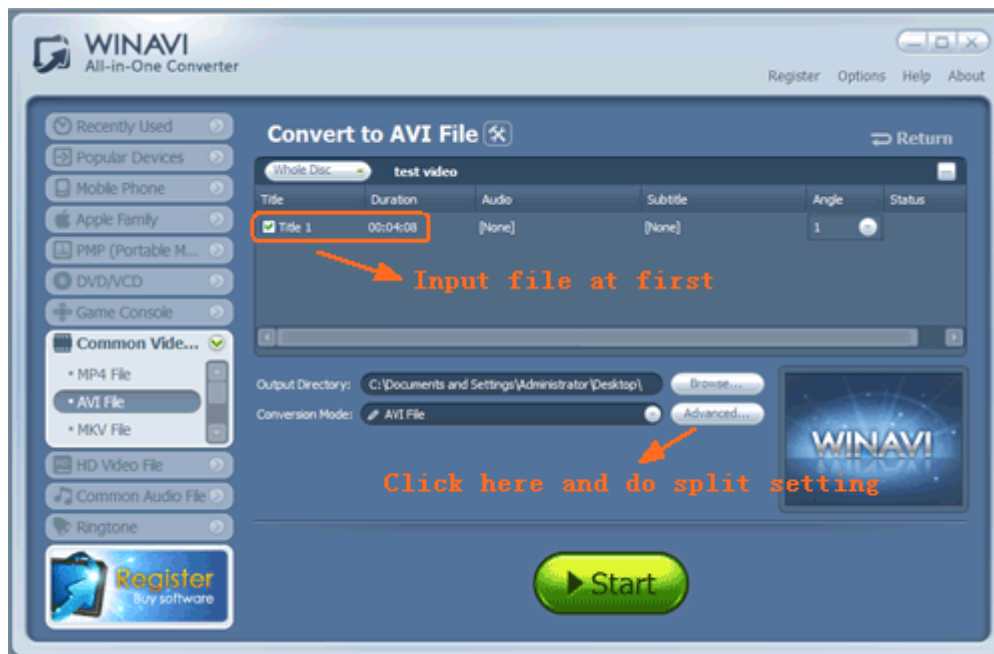 WINAVI
All-in-One Converter
Register Options Help About
Recently Used
Popular Devices
Mobile Phone
Apple Family
PMP (Portable M...
DVD/VCD
Game Console
Common Vide...
• MP4 File
• AVI File
• MKV File
HD Video File
Common Audio File
Ringtone
Register
Buy software
Convert to AVI File
Return
Whole Disc test video
Title Duration Audio Subtitle Angle Status
Title 1 00:04:08 [None] [None] 1
Input file at first
Output Directory: C:\Documents and Settings\Administrator\Desktop\ Browse...
Conversion Mode: AVI File Advanced...
WINAVI
Click here and do split setting
Start